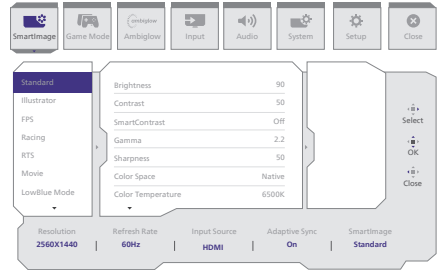 SmartImage
Game Mode
Ambiglow
Input
Audio
System
Setup
Close
ambiglow
Standard
Illustrator
FPS
Racing
RTS
Movie
LowBlue Mode
Brightness 90
Contrast 50
SmartContrast Off
Gamma 2.2
Sharpness 50
Color Space Native
Color Temperature 6500K
Select
OK
Close
Resolution Refresh Rate Input Source Adaptive Sync SmartImage
2560X1440 | 60Hz | HDMI | On | Standard